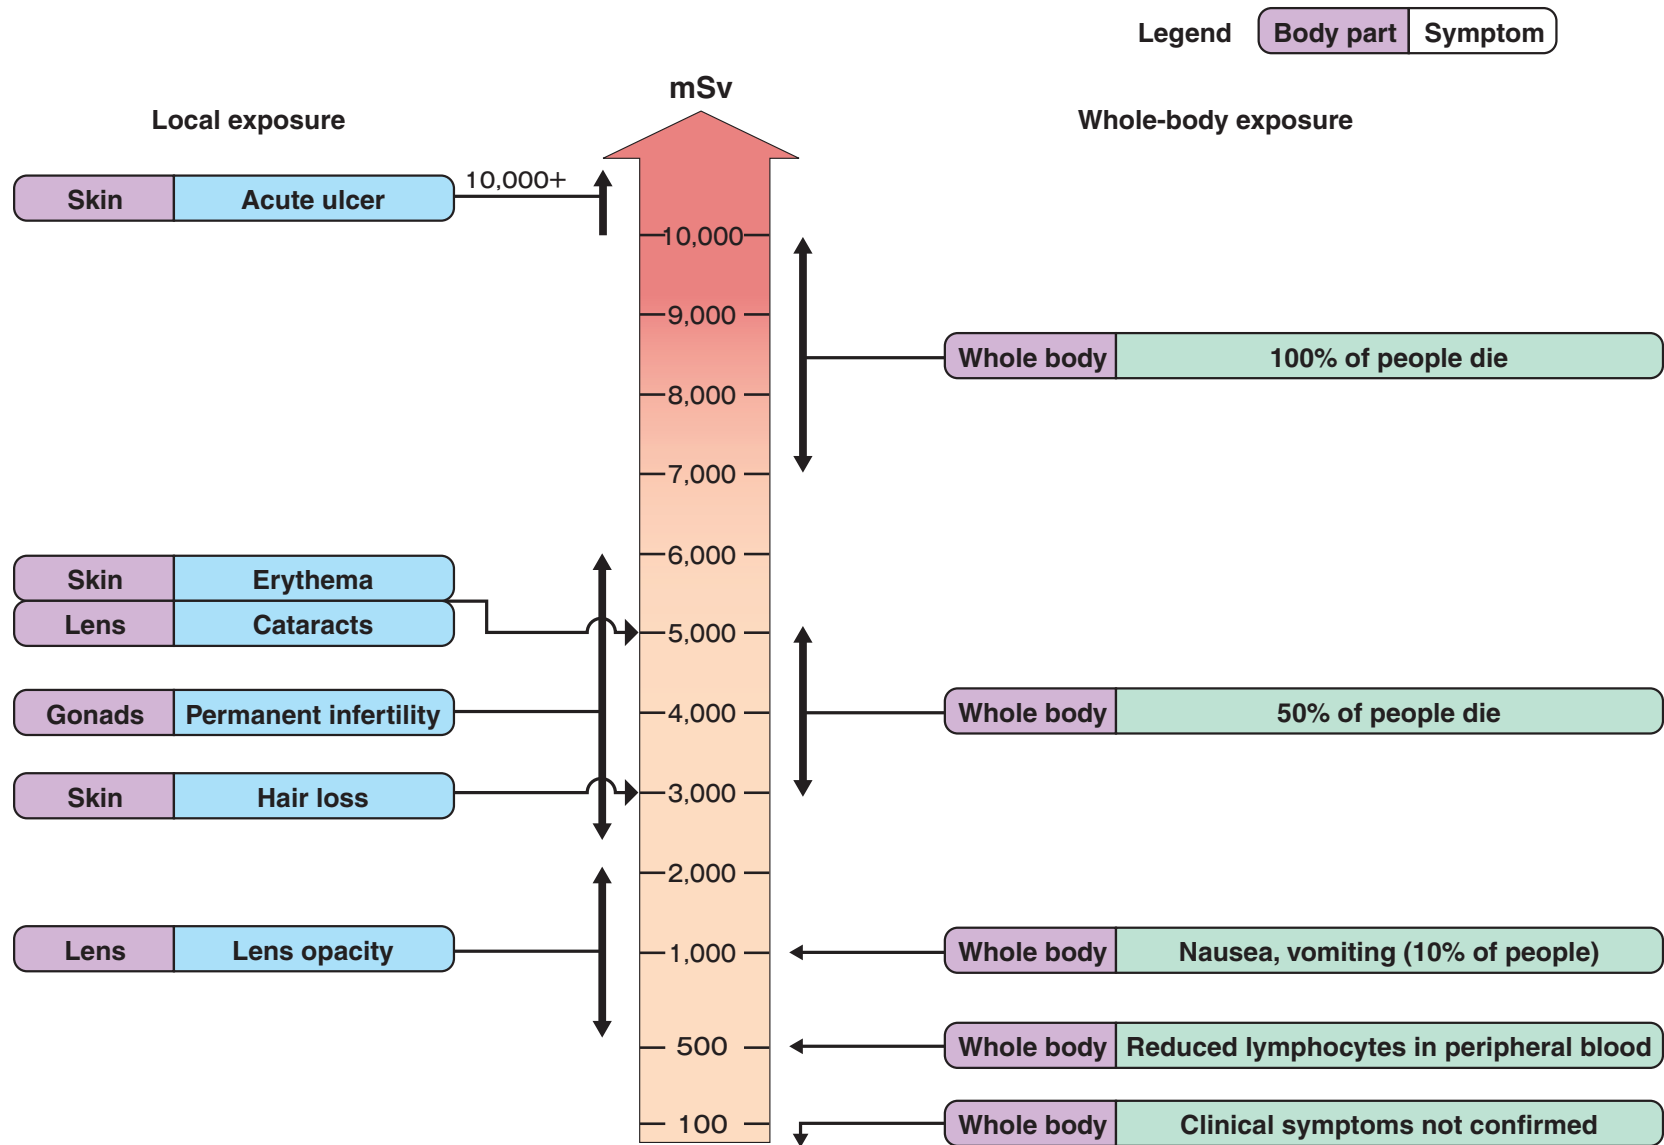 Legend Body part Symptom
mSv
Local exposure
Whole-body exposure
Skin Acute ulcer 10,000+
10,000
9,000
Whole body 100% of people die
8,000
7,000
6,000
Skin Erythema
Lens Cataracts
5,000
Gonads Permanent infertility
4,000
Whole body 50% of people die
Skin Hair loss
3,000
2,000
Lens Lens opacity
1,000
Whole body Nausea, vomiting (10% of people)
500
Whole body Reduced lymphocytes in peripheral blood
100
Whole body Clinical symptoms not confirmed